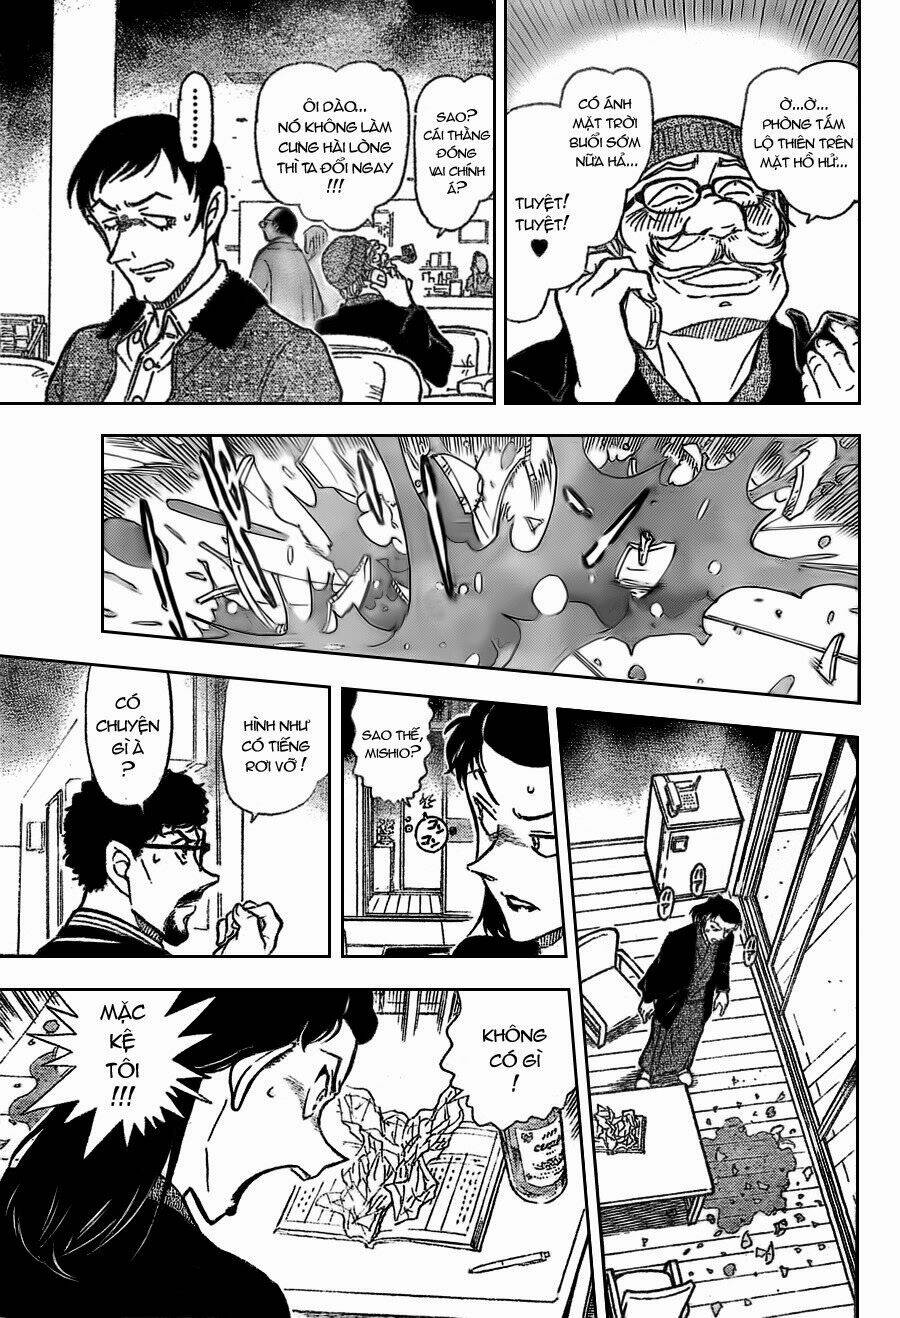 Ờ...Ờ...
PHÒNG TẮM
LỘ THIÊN TRÊN
MẶT HỒ HỬ...
CÓ ÁNH
MẶT TRỜI
BUỔI SỚM
NỮA HẢ...
TUYỆT!
TUYỆT!
SAO?
CÁI THẰNG
ĐÓNG
VAI CHÍNH
Á?
ÔI DÀO...
NÓ KHÔNG LÀM
CUNG HÀI LÒNG
THÌ TA ĐỔI NGAY
!!!
.........
SAO THẾ,
MISHIO?
HÌNH NHƯ
CÓ TIẾNG
RƠI VỠ!
CÓ
CHUYỆN
GÌ À
?
KHÔNG
CÓ GÌ
!
MẶC
KỆ
TÔI
!!!